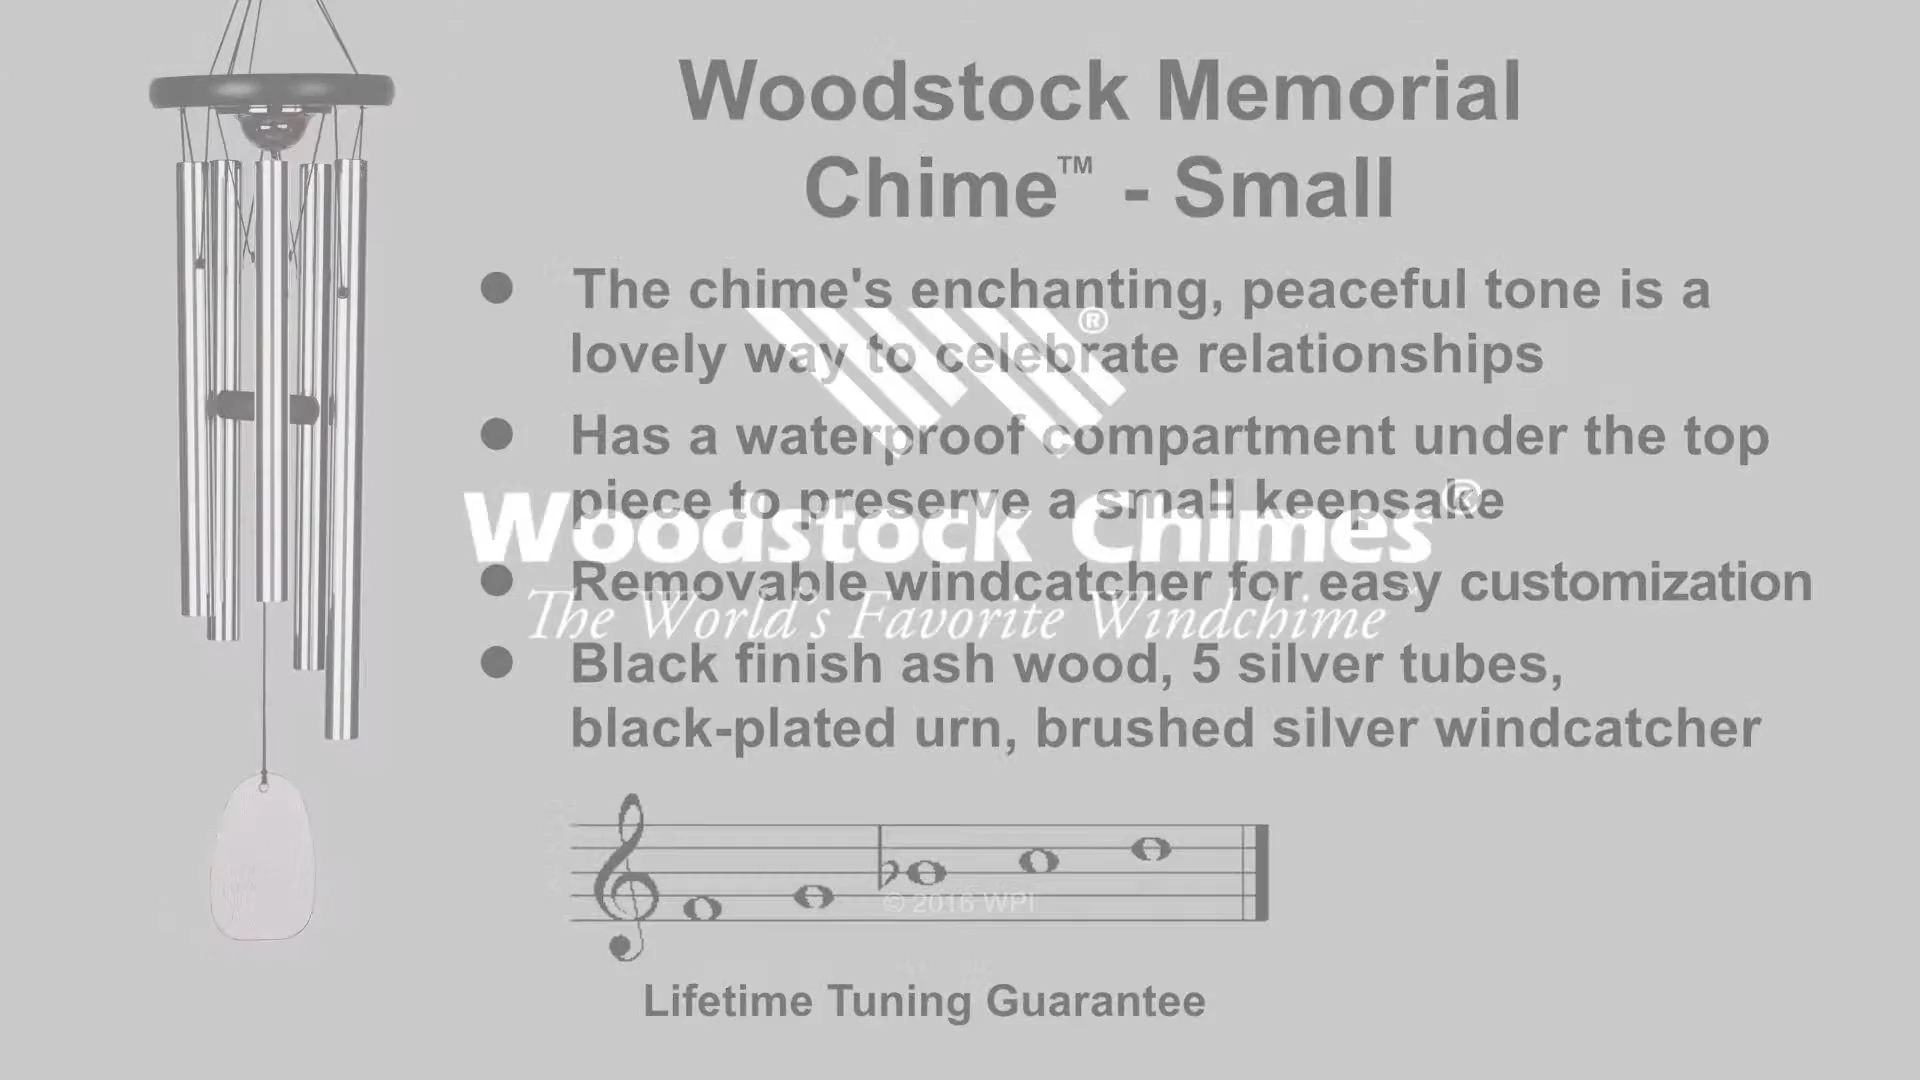 Woodstock Memorial
Chime™ - Small
● The chime's enchanting, peaceful tone is a
lovely way to celebrate relationships
● Has a waterproof compartment under the top
piece to preserve a small keepsake
● Removable windcatcher for easy customization
● Black finish ash wood, 5 silver tubes,
black-plated urn, brushed silver windcatcher
®
Woodstock Chimes®
The World's Favorite Windchime™
© 2016 WPI
Lifetime Tuning Guarantee